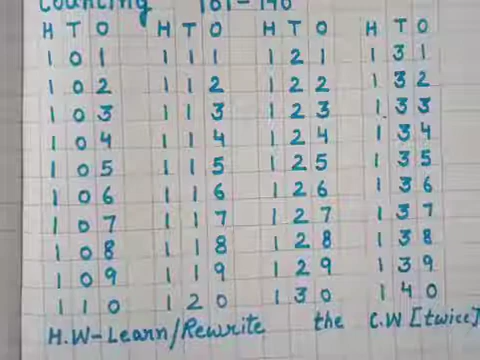 Counting 101-140
H T O H T O H T O H T O
1 0 1 1 1 1 1 2 1 1 3 1
1 0 2 1 1 2 1 2 2 1 3 2
1 0 3 1 1 3 1 2 3 1 3 3
1 0 4 1 1 4 1 2 4 1 3 4
1 0 5 1 1 5 1 2 5 1 3 5
1 0 6 1 1 6 1 2 6 1 3 6
1 0 7 1 1 7 1 2 7 1 3 7
1 0 8 1 1 8 1 2 8 1 3 8
1 0 9 1 1 9 1 2 9 1 3 9
1 1 0 1 2 0 1 3 0 1 4 0
H.W-Learn/Rewrite the C.W [twice]